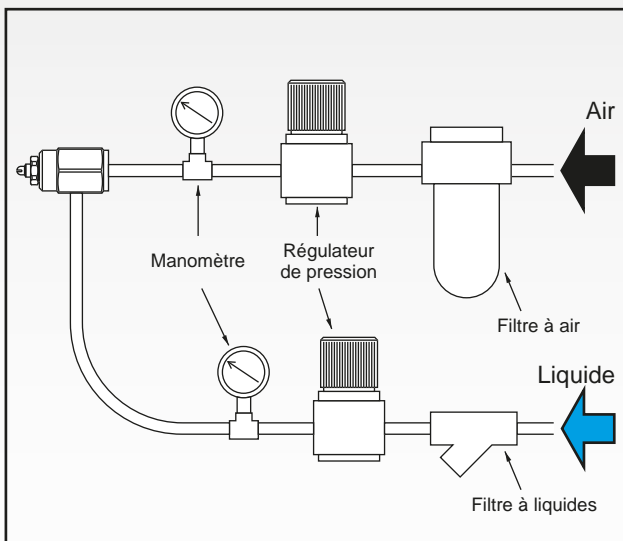 Air
Manomètre
Régulateur
de pression
Filtre à air
Liquide
Filtre à liquides